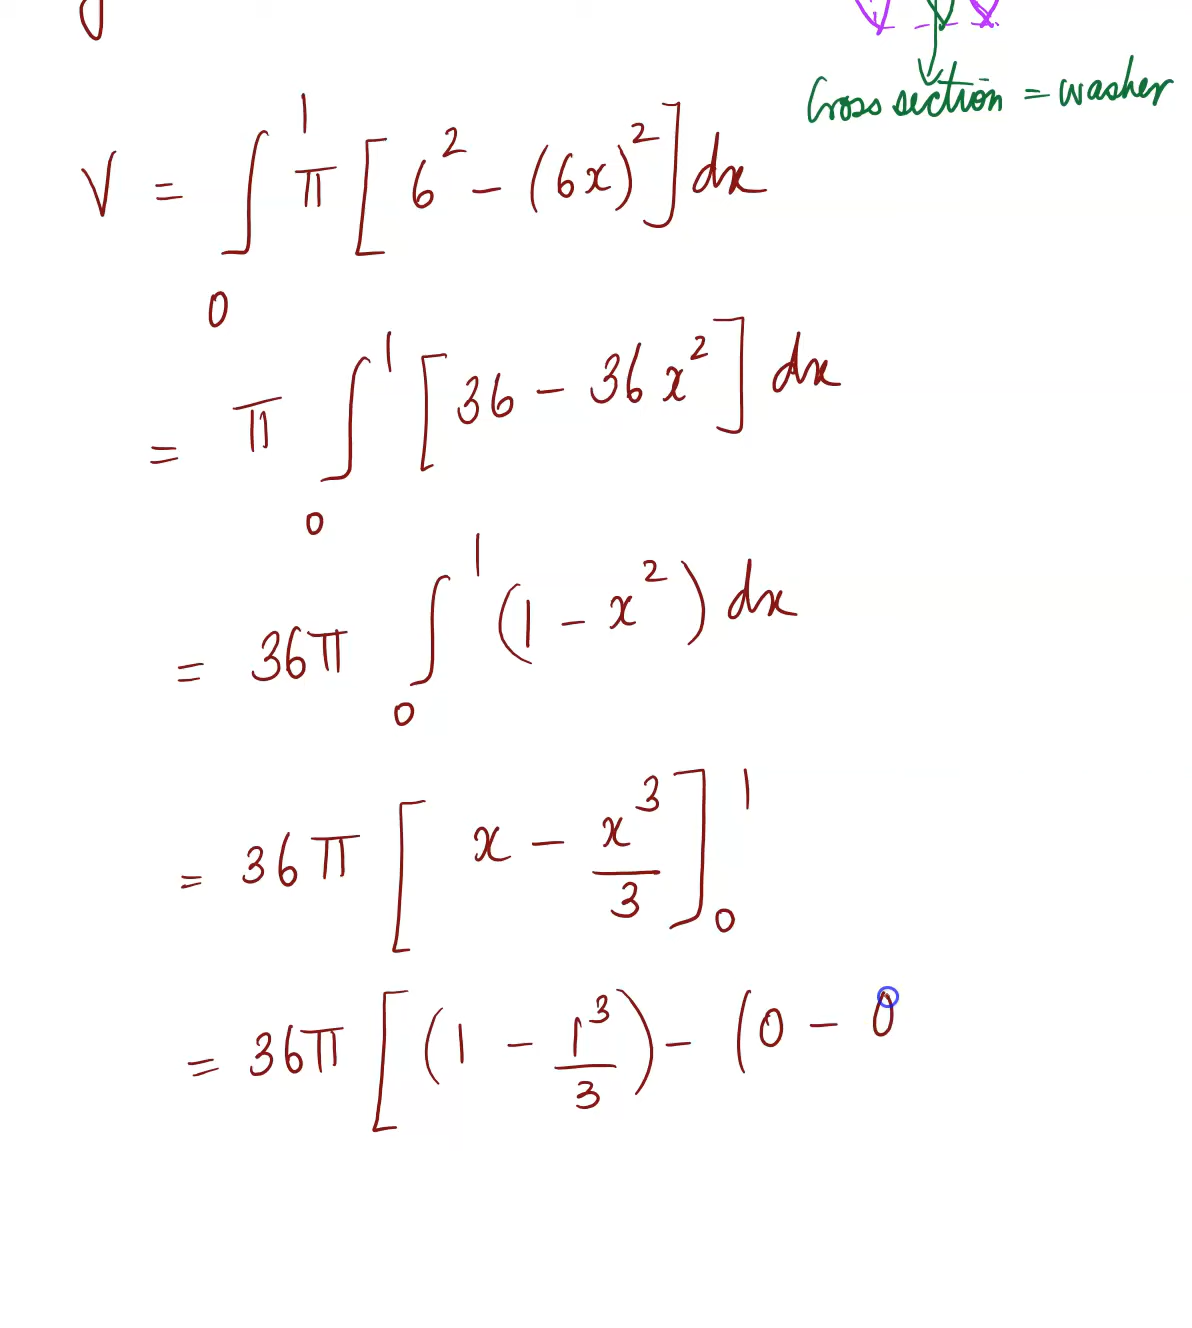 Cross section = washer
V = ∫₀¹ π [6² - (6x)²] dx
= π ∫₀¹ [36 - 36x²] dx
= 36π ∫₀¹ (1 - x²) dx
= 36π [x - x³/3]₀¹
= 36π [(1 - 1³/3) - (0 - 0